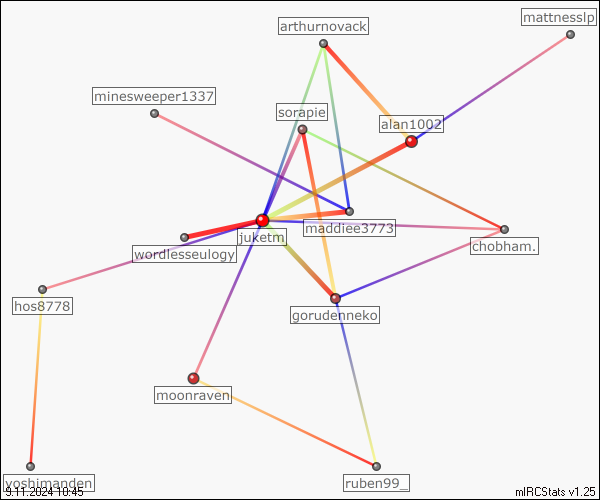 mattnesslp
arthurnovack
minesweeper1337
sorapie
alan1002
maddiee3773
juketm
chobham.
wordlesseulogy
hos8778
gorudenneko
moonraven
yoshimanden
ruben99_
9.11.2024 10:45
mIRCStats v1.25